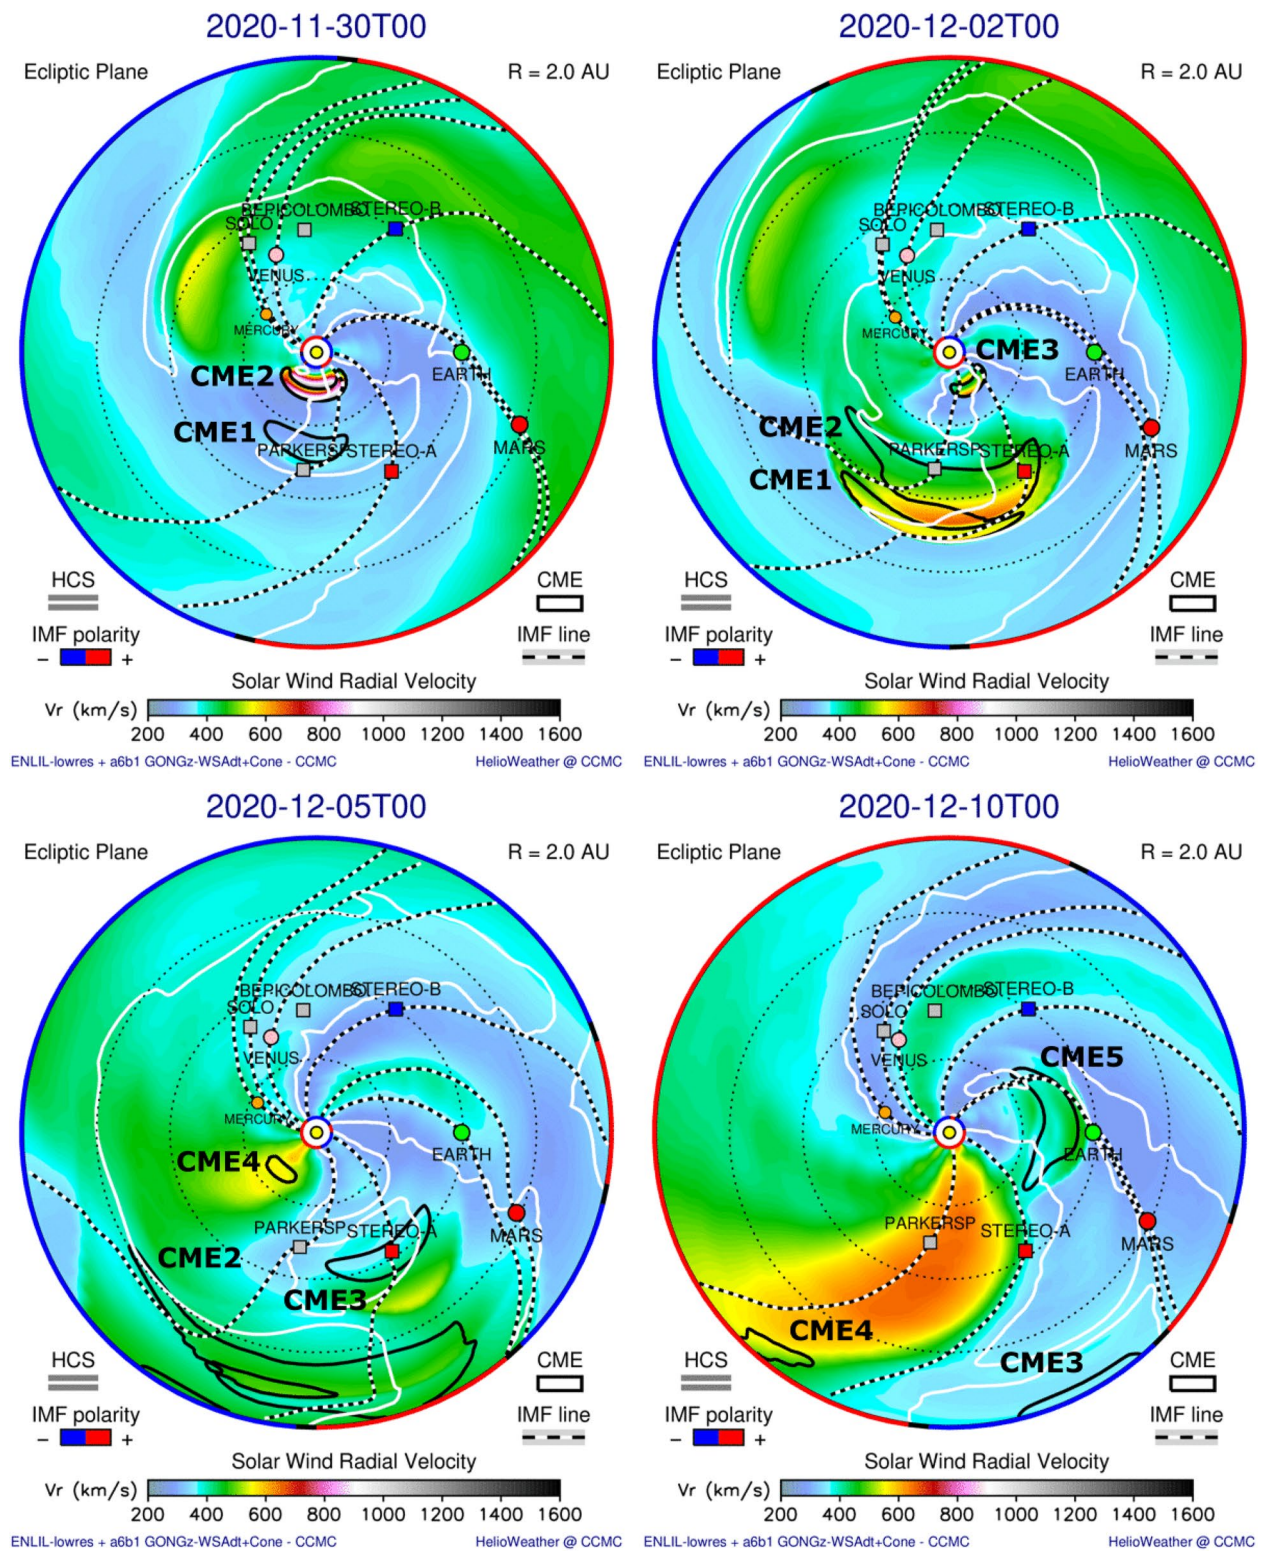 2020-11-30T00
Ecliptic Plane R = 2.0 AU
BEPICOLOMBO STEREO-B
SOLO
VENUS
MERCURY
CME2
EARTH
CME1
PARKERSP STEREO-A
MARS
HCS CME
IMF polarity IMF line
− +
Solar Wind Radial Velocity
Vr (km/s)
200 400 600 800 1000 1200 1400 1600
ENLIL-lowres + a6b1 GONGz-WSAdt+Cone - CCMC HelioWeather @ CCMC
2020-12-02T00
Ecliptic Plane R = 2.0 AU
BEPICOLOMBO STEREO-B
SOLO
VENUS
MERCURY
CME3
EARTH
CME2
PARKERSP STEREO-A
MARS
CME1
HCS CME
IMF polarity IMF line
− +
Solar Wind Radial Velocity
Vr (km/s)
200 400 600 800 1000 1200 1400 1600
ENLIL-lowres + a6b1 GONGz-WSAdt+Cone - CCMC HelioWeather @ CCMC
2020-12-05T00
Ecliptic Plane R = 2.0 AU
BEPICOLOMBO STEREO-B
SOLO
VENUS
MERCURY
CME4
EARTH
PARKERSP STEREO-A
MARS
CME2
CME3
HCS CME
IMF polarity IMF line
− +
Solar Wind Radial Velocity
Vr (km/s)
200 400 600 800 1000 1200 1400 1600
ENLIL-lowres + a6b1 GONGz-WSAdt+Cone - CCMC HelioWeather @ CCMC
2020-12-10T00
Ecliptic Plane R = 2.0 AU
BEPICOLOMBO STEREO-B
SOLO
CME5
VENUS
MERCURY
EARTH
PARKERSP STEREO-A
MARS
CME4
CME3
HCS CME
IMF polarity IMF line
− +
Solar Wind Radial Velocity
Vr (km/s)
200 400 600 800 1000 1200 1400 1600
ENLIL-lowres + a6b1 GONGz-WSAdt+Cone - CCMC HelioWeather @ CCMC